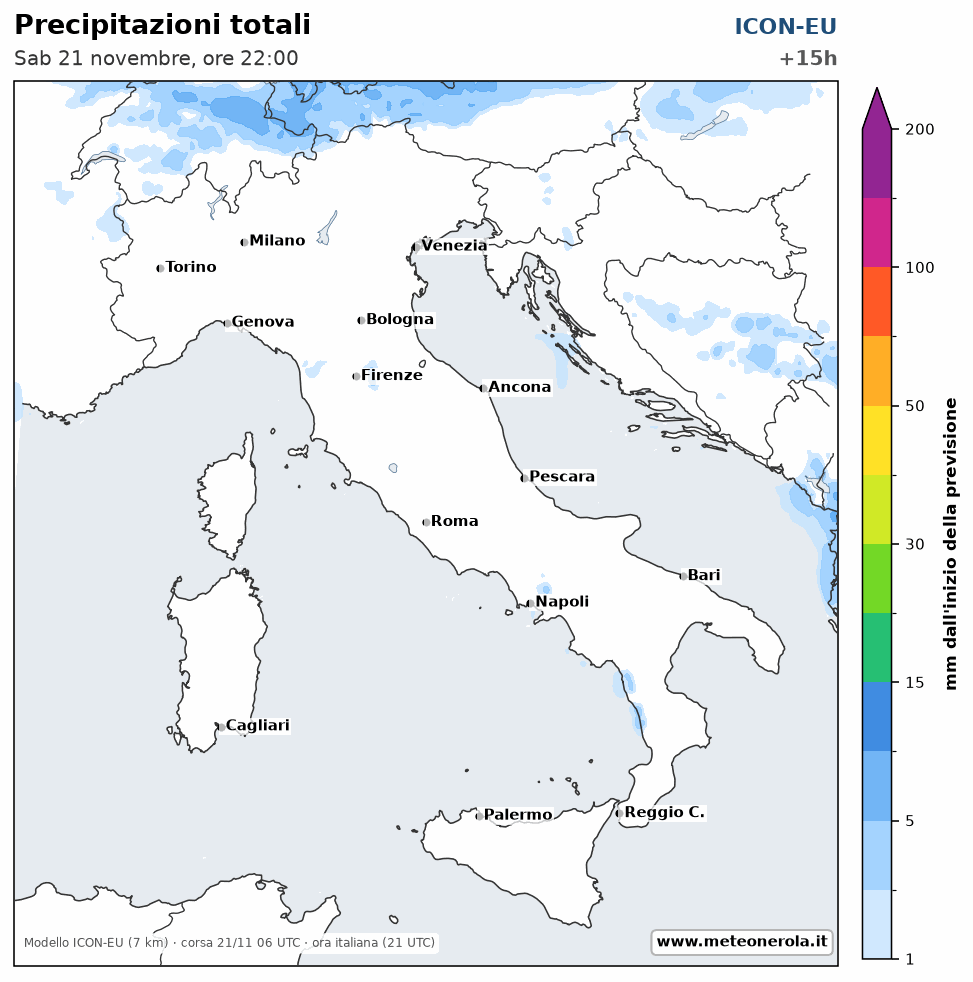 Precipitazioni totali
ICON-EU
Sab 21 novembre, ore 22:00
+15h
Milano
Venezia
Torino
Genova
Bologna
Firenze
Ancona
Pescara
Roma
Bari
Napoli
Cagliari
Palermo
Reggio C.
200
100
50
30
15
5
1
mm dall'inizio della previsione
Modello ICON-EU (7 km) · corsa 21/11 06 UTC · ora italiana (21 UTC)
www.meteonerola.it